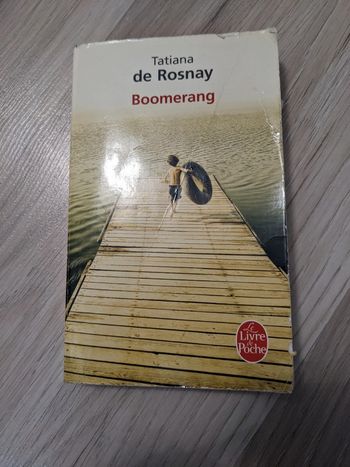 Tatiana
de Rosnay
Boomerang
Le
Livre
de
Poche